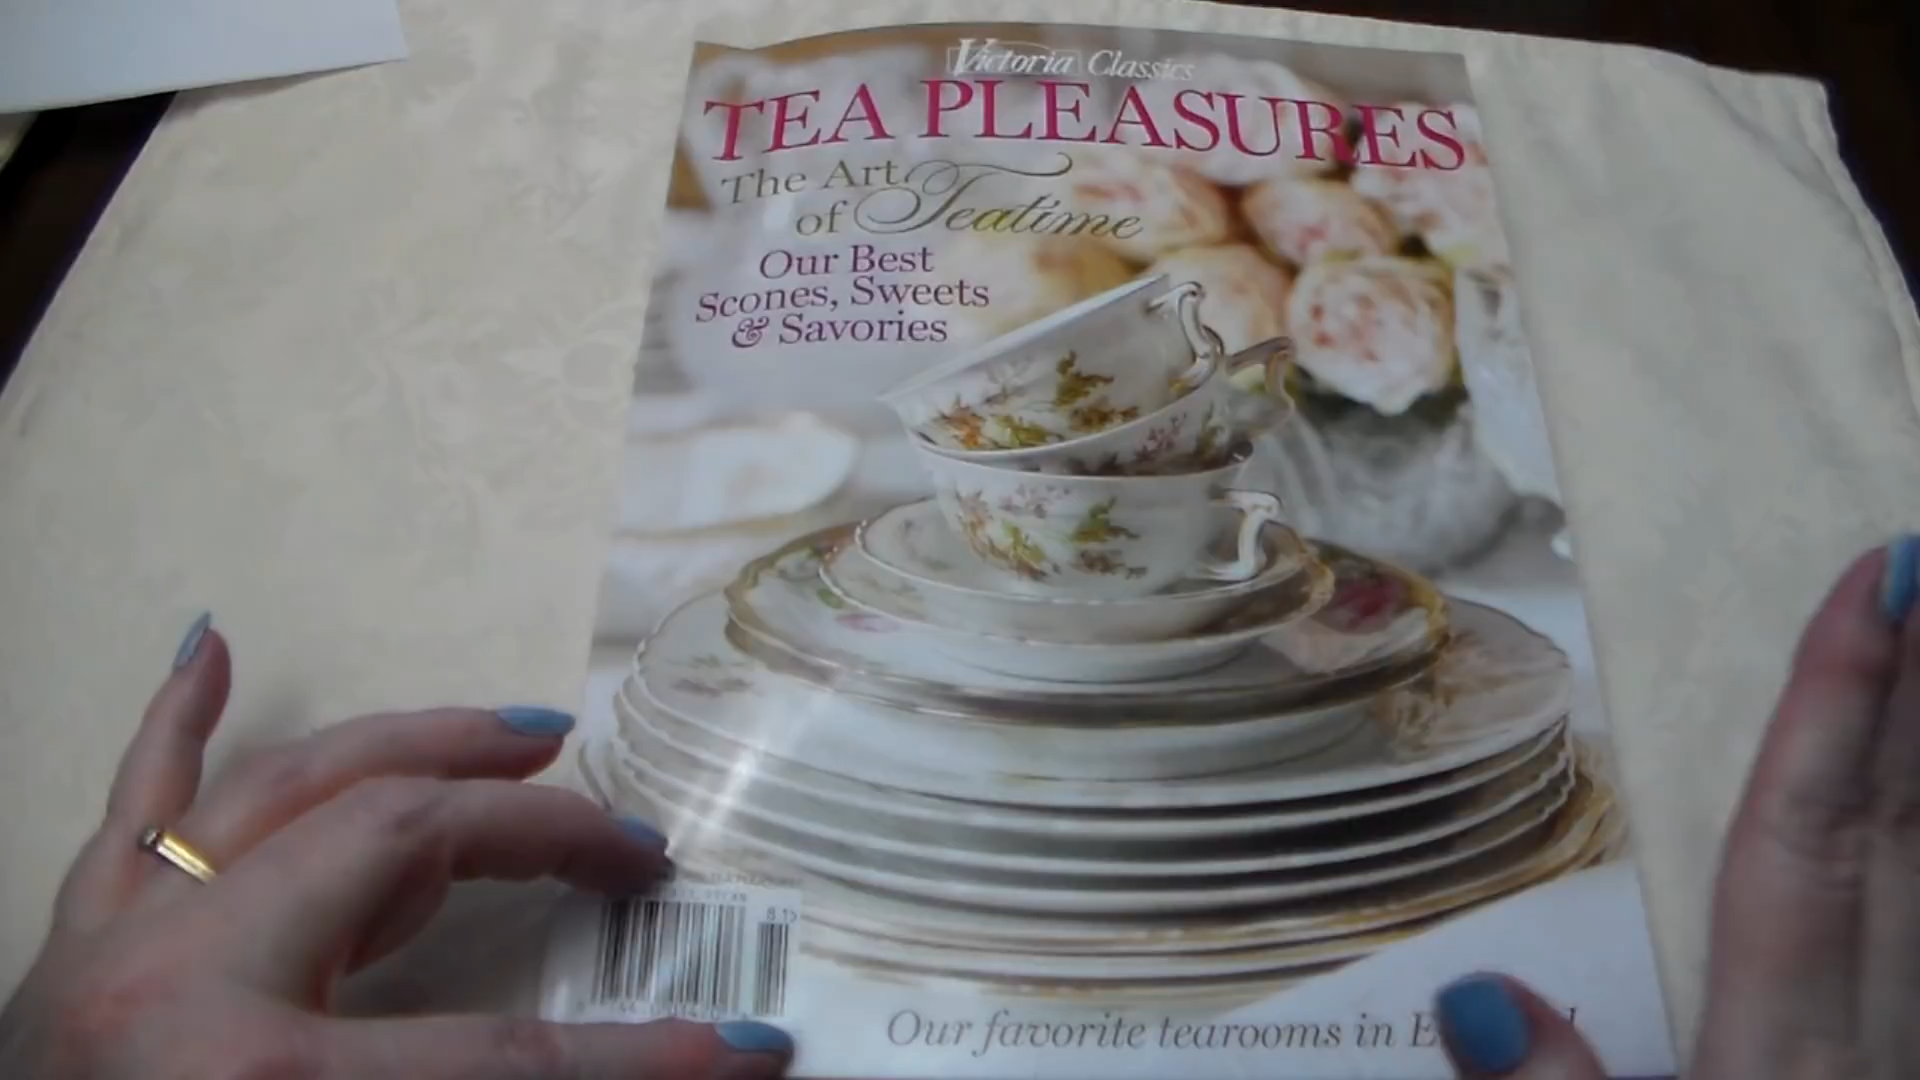 Victoria Classics
TEA PLEASURES
The Art
of Teatime
Our Best
Scones, Sweets
& Savories
Our favorite tearooms in